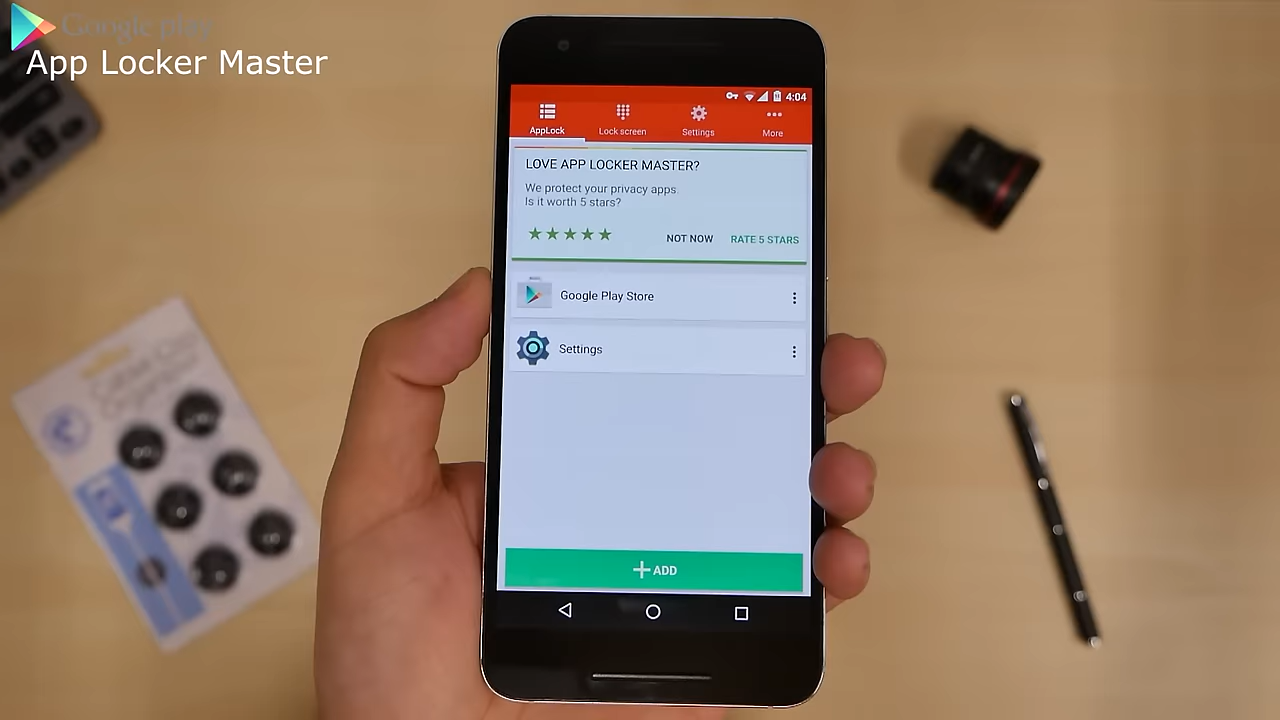 Google play
App Locker Master
4:04
AppLock
Lock screen
Settings
More
LOVE APP LOCKER MASTER?
We protect your privacy apps.
Is it worth 5 stars?
NOT NOW
RATE 5 STARS
Google Play Store
Settings
ADD